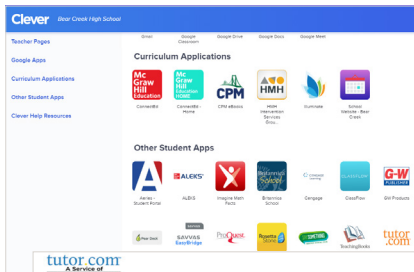 Clever Bear Creek High School
Teacher Pages
Google Apps
Curriculum Applications
Other Student Apps
Clever Help Resources
Gmail Google Classroom Google Drive Google Docs Google Meet
Curriculum Applications
Mc Graw Hill Education
Mc Graw Hill Education
CPM
HMH
ConnectEd
ConnectEd - Home
CPM eBooks
HMH Intervention Services Grou...
Illuminate
School Website - Bear Creek
Other Student Apps
ALEKS
Britannica School
Cengage
G-W
PUBLISHER
Aeries - Student Portal
ALEKS
Imagine Math Facts
Britannica School
Cengage
ClassFlow
GW Products
Pear Deck
SAVVAS
EasyBridge
ProQuest
Rosetta Stone
SOMETHING
TeachingBooks
tutor .com
tutor.com
A Service of